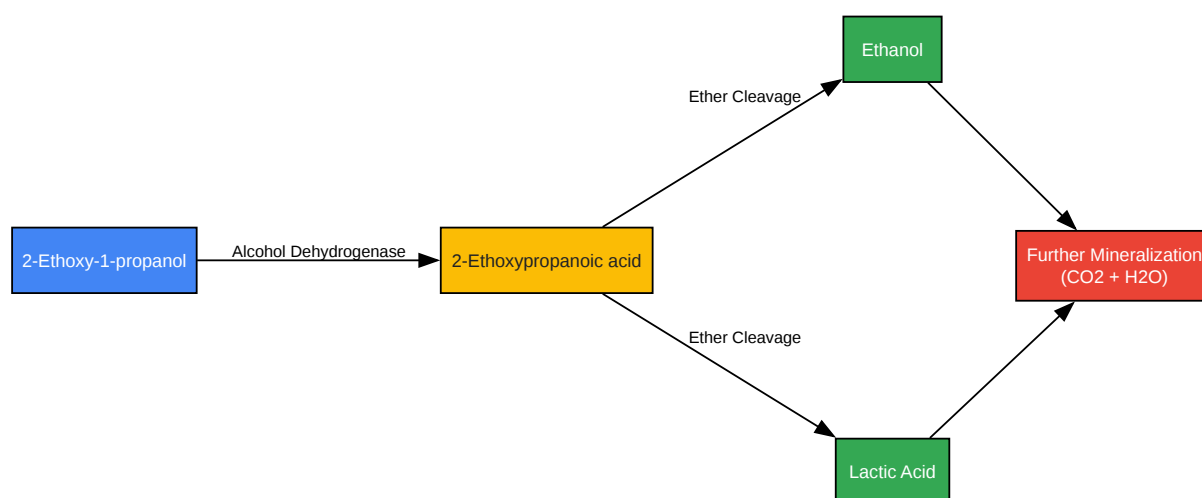 Ethanol
Ether Cleavage
2-Ethoxy-1-propanol
Alcohol Dehydrogenase
2-Ethoxypropanoic acid
Further Mineralization
(CO2 + H2O)
Ether Cleavage
Lactic Acid